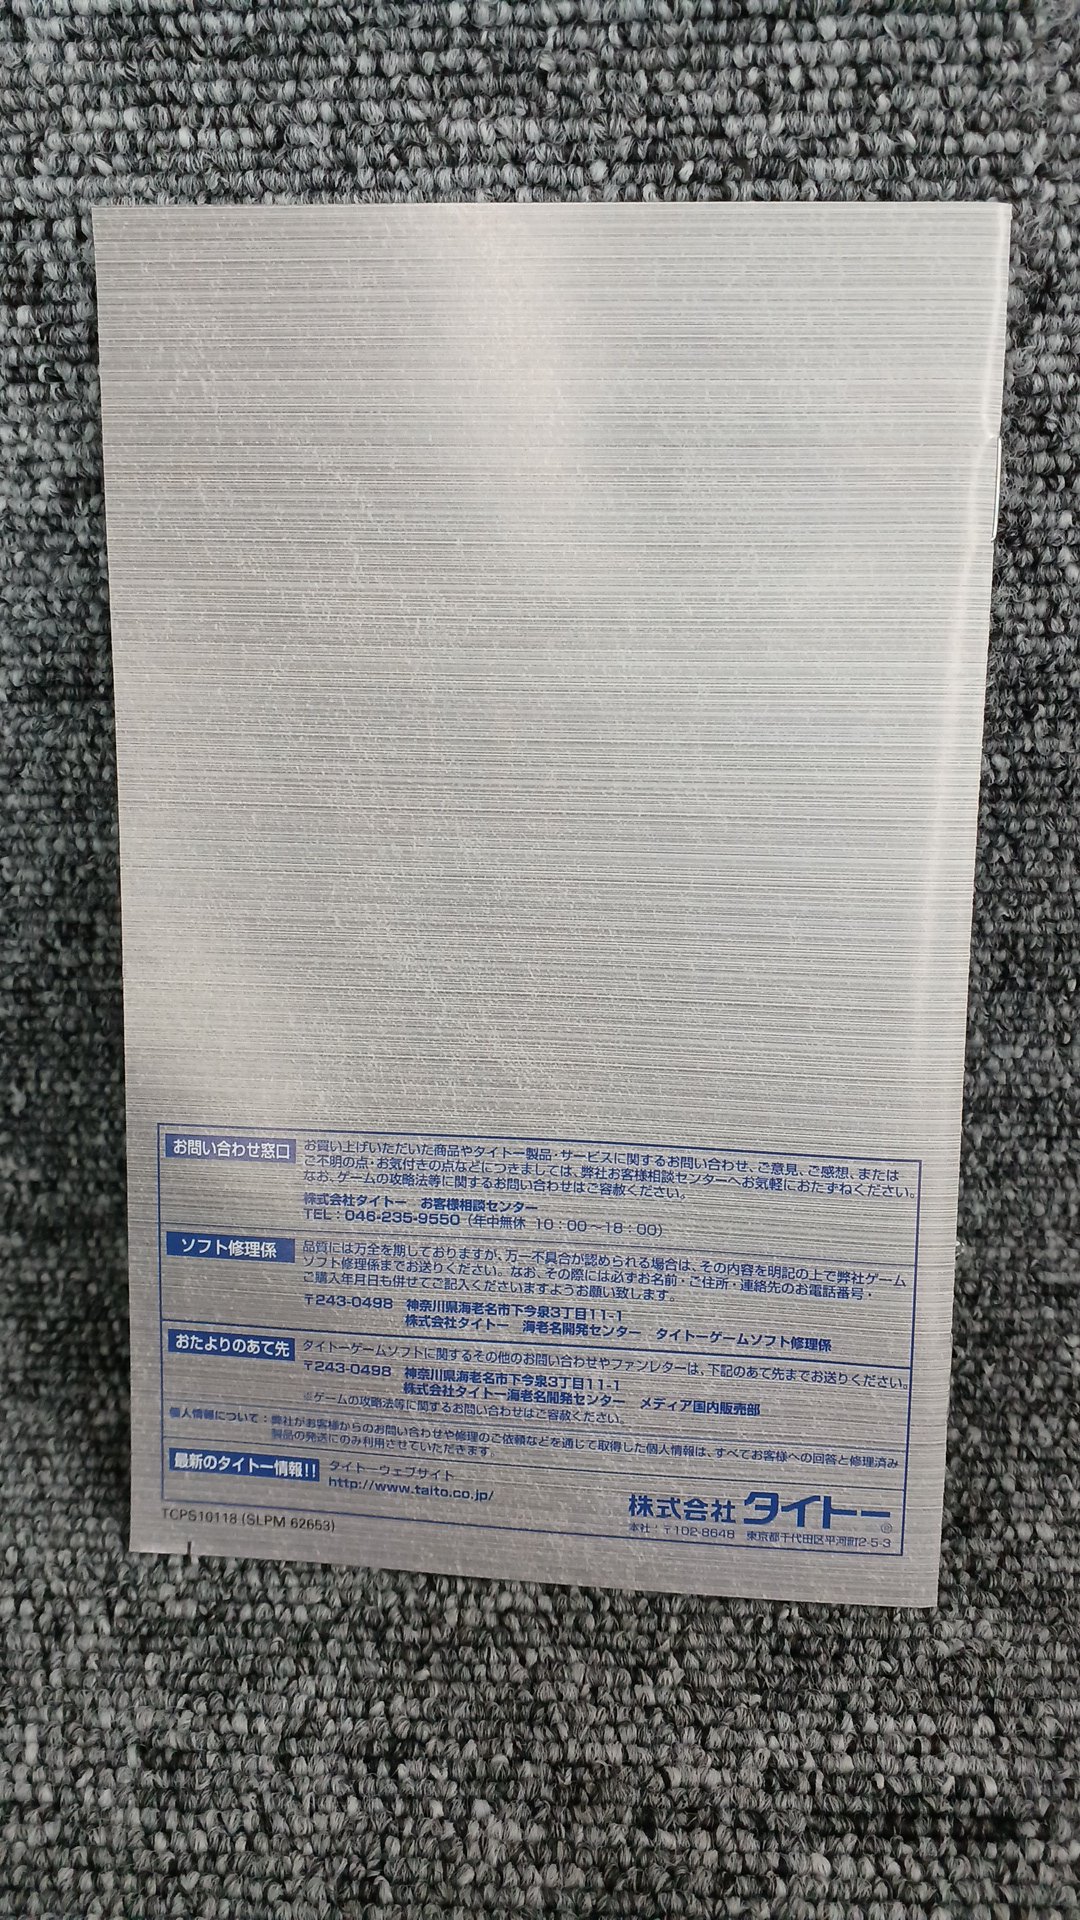 お問い合わせ窓口
お買い上げいただいた商品やタイトー製品・サービスに関するお問い合わせ、ご意見、ご感想、または
ご不明の点・お気付きの点などにつきましては、弊社お客様相談センターへお気軽におたずねください。
なお、ゲームの攻略法等に関するお問い合わせはご容赦ください。
株式会社タイトー お客様相談センター
TEL：046-235-9550（年中無休 10：00～18：00）
ソフト修理係
品質には万全を期しておりますが、万一不具合が認められる場合は、その内容を明記の上で弊社ゲーム
ソフト修理係までお送りください。なお、その際には必ずお名前・ご住所・連絡先のお電話番号・
ご購入年月日も併せてご記入くださいますようお願い致します。
〒243-0498 神奈川県海老名市下今泉3丁目11-1
株式会社タイトー 海老名開発センター タイトーゲームソフト修理係
おたよりのあて先
タイトーゲームソフトに関するその他のお問い合わせやファンレターは、下記のあて先までお送りください。
〒243-0498 神奈川県海老名市下今泉3丁目11-1
株式会社タイトー海老名開発センター メディア国内販売部
※ゲームの攻略法等に関するお問い合わせはご容赦ください。
個人情報について：弊社がお客様からのお問い合わせや修理のご依頼などを通じて取得した個人情報は、すべてお客様への回答と修理済み
製品の発送にのみ利用させていただきます。
最新のタイトー情報!!
タイトーウェブサイト
http://www.taito.co.jp/
株式会社 タイトー®
本社：〒102-8648 東京都千代田区平河町2-5-3
TCPS10118 (SLPM 62653)